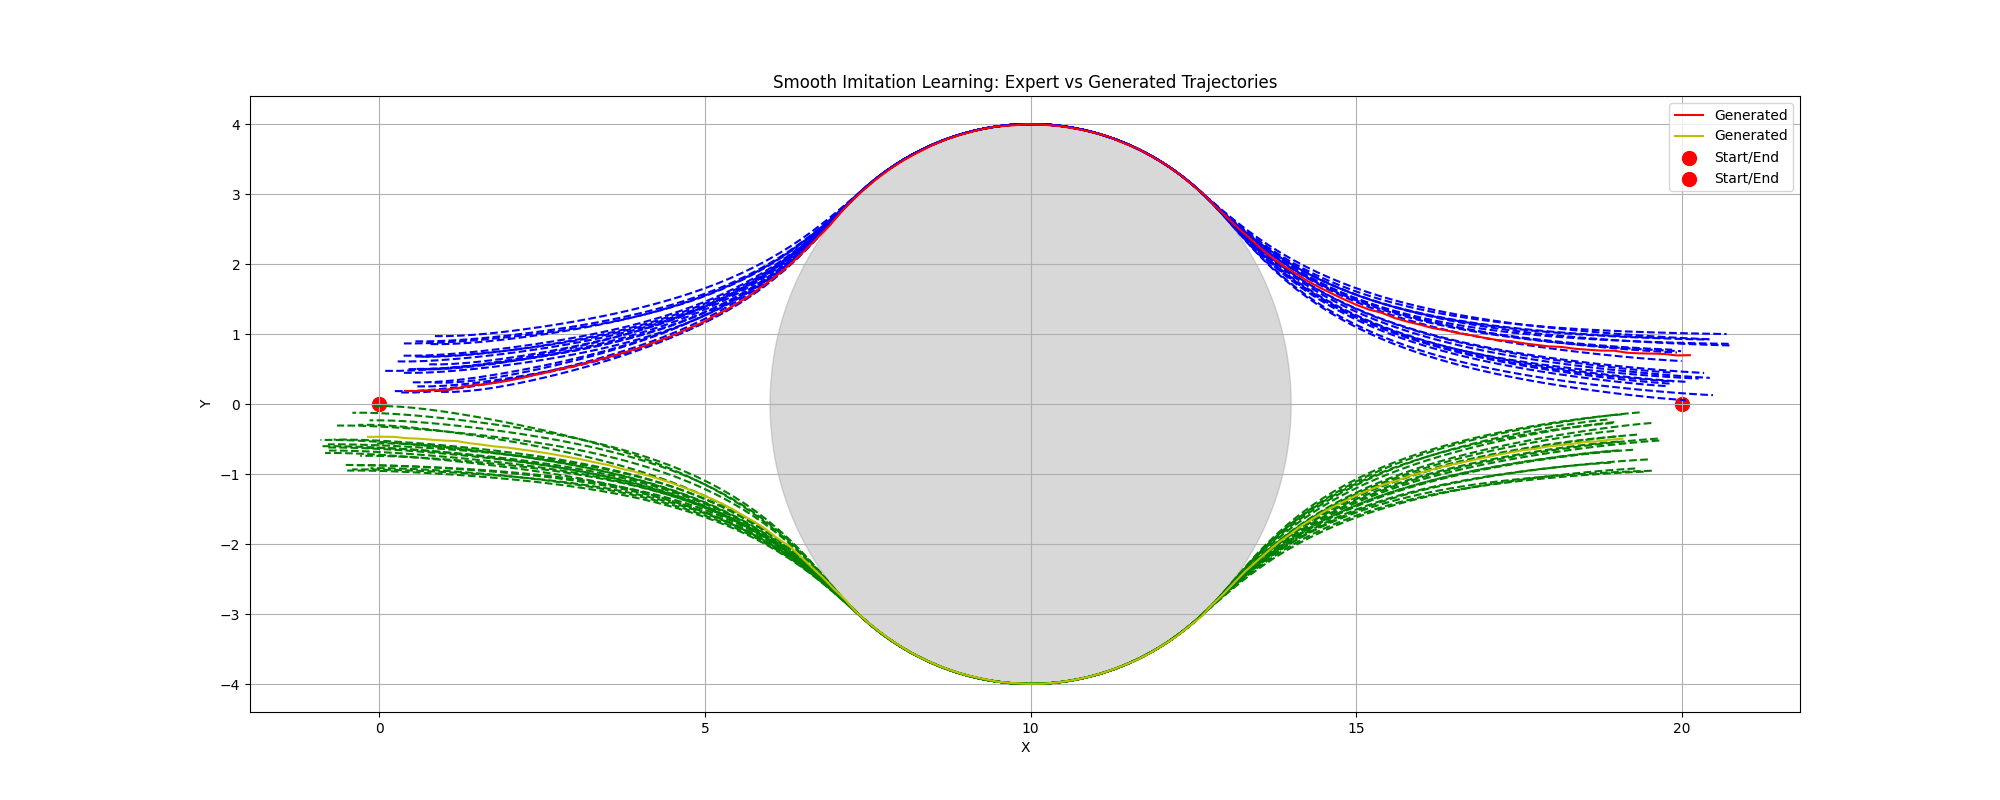 Smooth Imitation Learning: Expert vs Generated Trajectories
Generated
Generated
Start/End
Start/End
4
3
2
1
0
−1
−2
−3
−4
Y
0 5 10 15 20
X